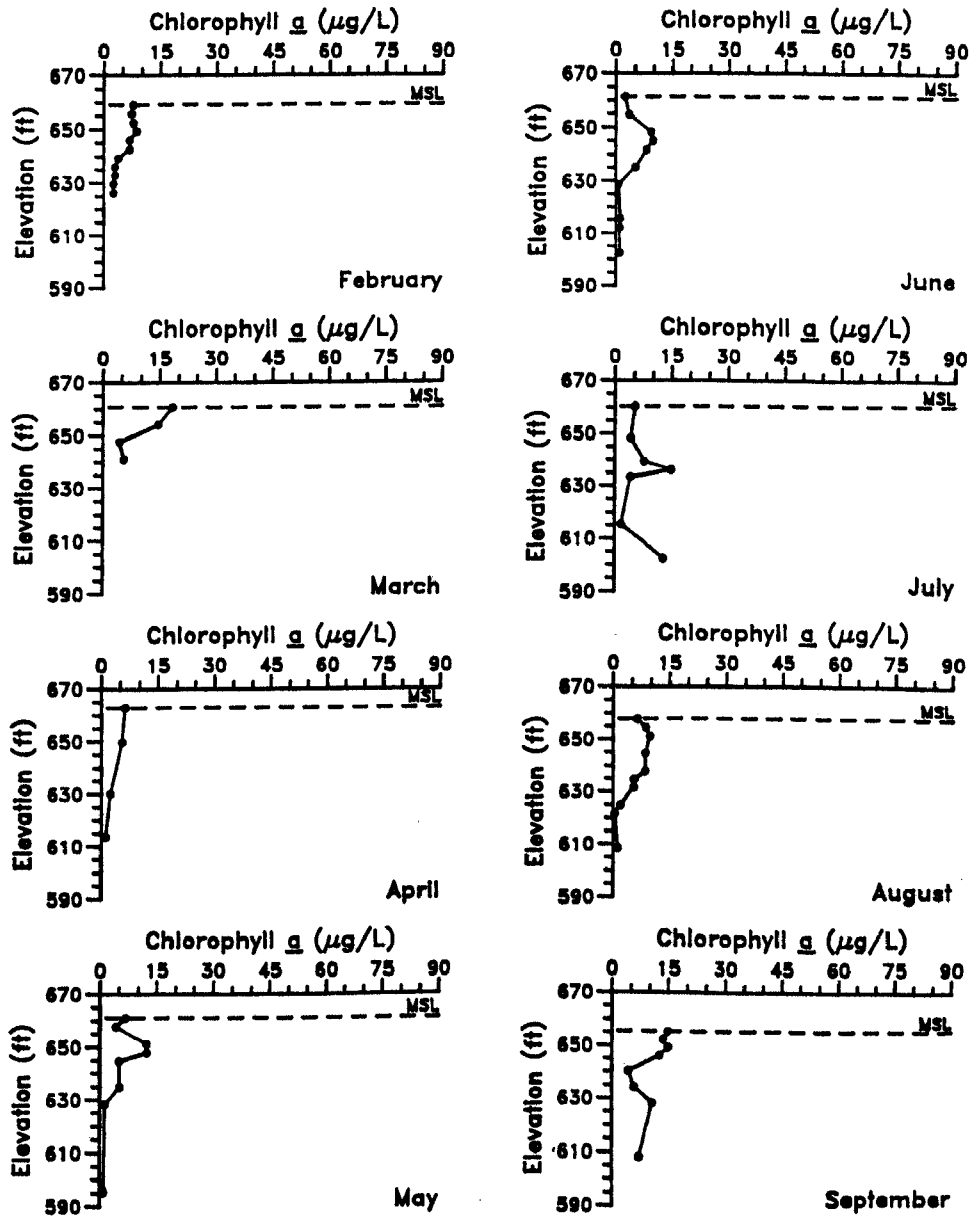 Chlorophyll a (μg/L)
0 15 30 45 60 75 90
670
650
630
610
590
Elevation (ft)
MSL
February
Chlorophyll a (μg/L)
0 15 30 45 60 75 90
670
650
630
610
590
Elevation (ft)
MSL
June
Chlorophyll a (μg/L)
0 15 30 45 60 75 90
670
650
630
610
590
Elevation (ft)
MSL
March
Chlorophyll a (μg/L)
0 15 30 45 60 75 90
670
650
630
610
590
Elevation (ft)
MSL
July
Chlorophyll a (μg/L)
0 15 30 45 60 75 90
670
650
630
610
590
Elevation (ft)
MSL
April
Chlorophyll a (μg/L)
0 15 30 45 60 75 90
670
650
630
610
590
Elevation (ft)
MSL
August
Chlorophyll a (μg/L)
0 15 30 45 60 75 90
670
650
630
610
590
Elevation (ft)
MSL
May
Chlorophyll a (μg/L)
0 15 30 45 60 75 90
670
650
630
610
590
Elevation (ft)
MSL
September